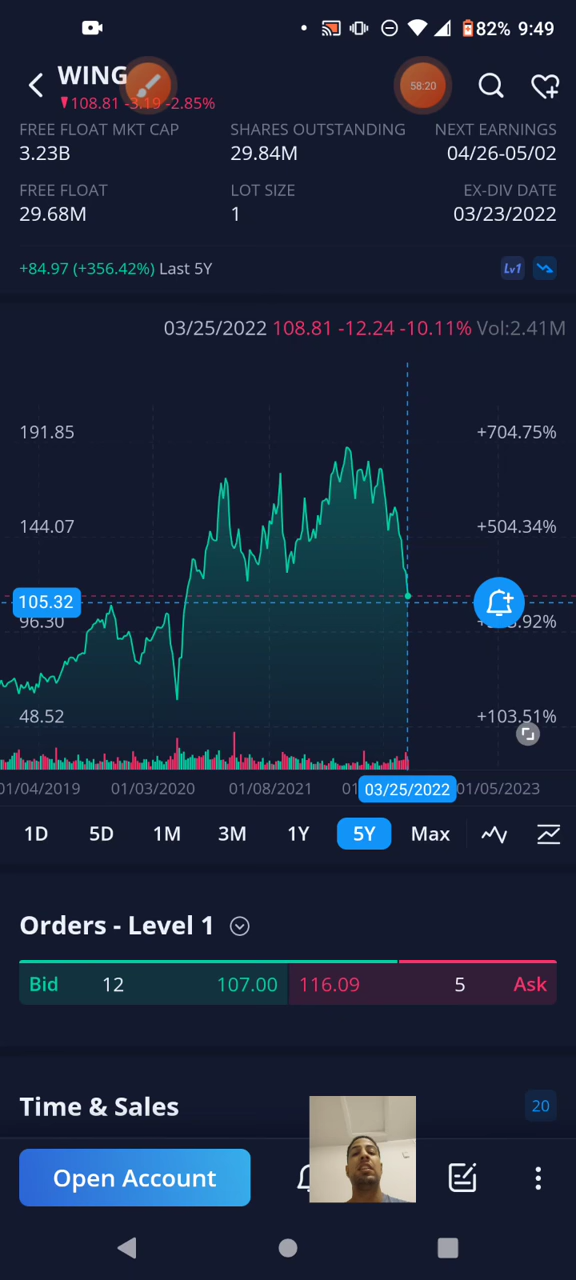 82% 9:49
WING
108.81 -3.19 -2.85%
58:20
FREE FLOAT MKT CAP SHARES OUTSTANDING NEXT EARNINGS
3.23B 29.84M 04/26-05/02
FREE FLOAT LOT SIZE EX-DIV DATE
29.68M 1 03/23/2022
+84.97 (+356.42%) Last 5Y Lv1
03/25/2022 108.81 -12.24 -10.11% Vol:2.41M
191.85 +704.75%
144.07 +504.34%
105.32
96.30 .92%
48.52 +103.51%
01/04/2019 01/03/2020 01/08/2021 01 03/25/2022 01/05/2023
1D 5D 1M 3M 1Y 5Y Max
Orders - Level 1
Bid 12 107.00 116.09 5 Ask
Time & Sales 20
Open Account